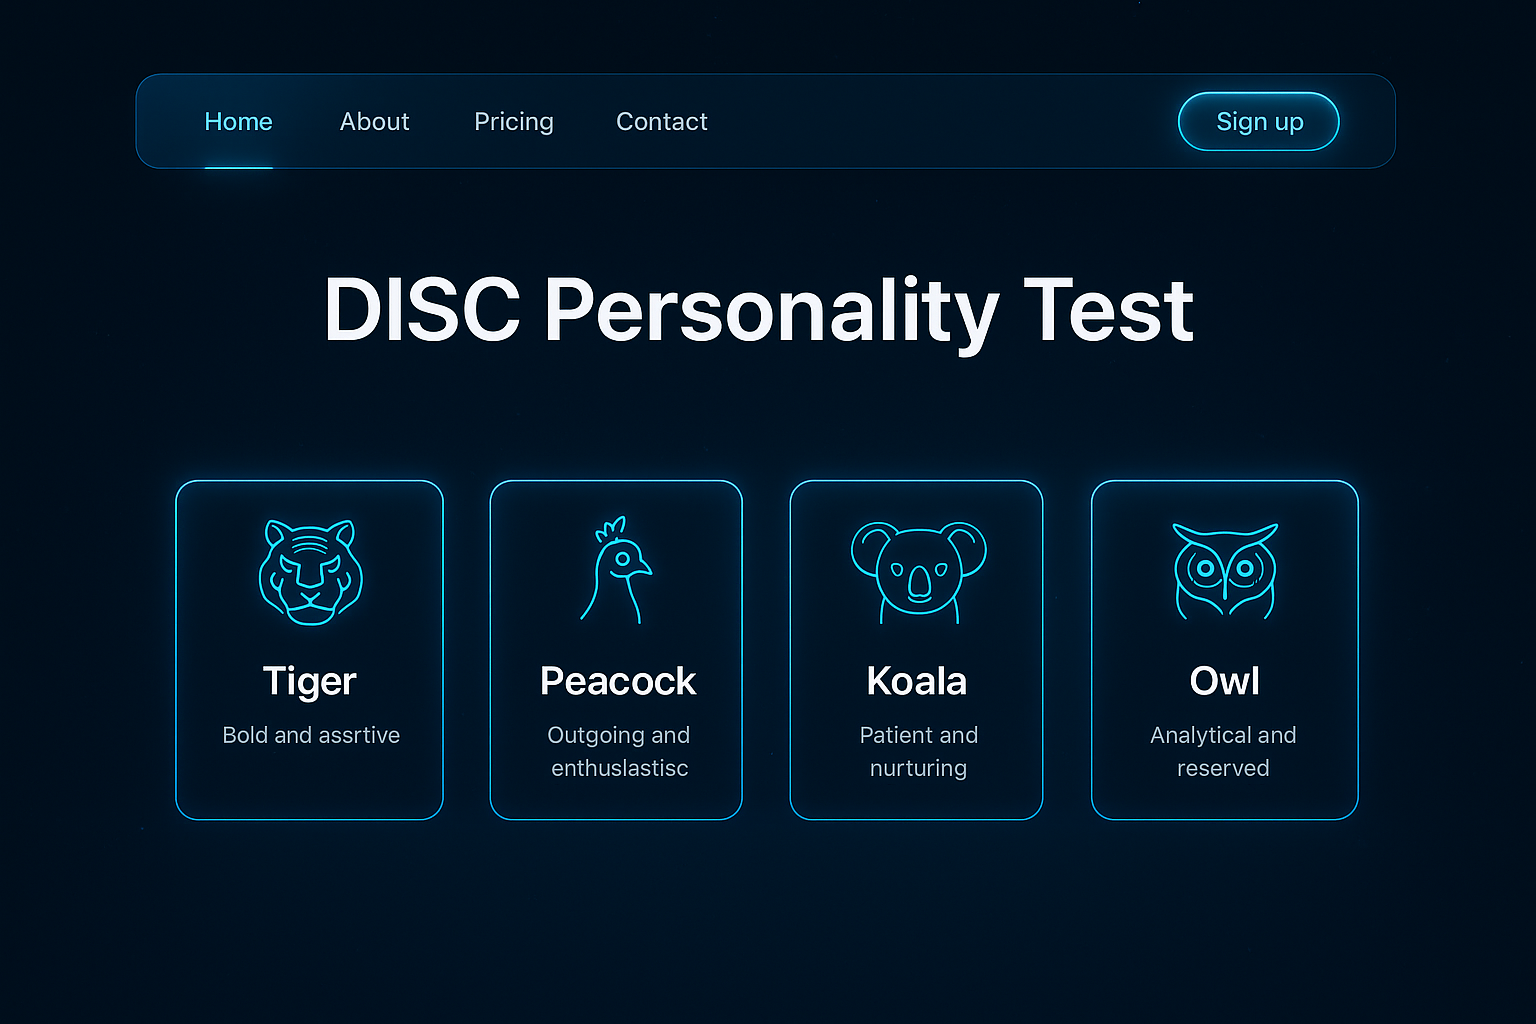 Home
About
Pricing
Contact
Sign up
DISC Personality Test
Tiger
Bold and assrtive
Peacock
Outgoing and
enthuslastisc
Koala
Patient and
nurturing
Owl
Analytical and
reserved